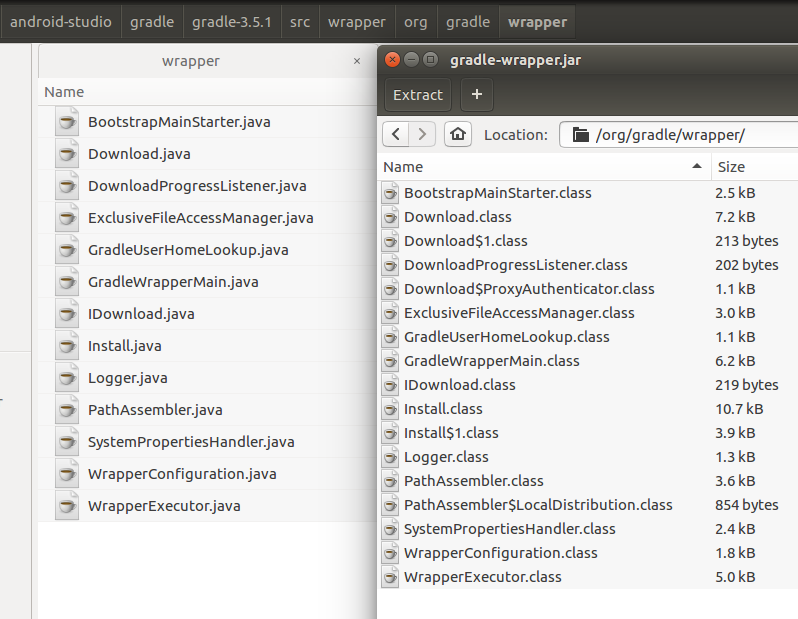 android-studio gradle gradle-3.5.1 src wrapper org gradle wrapper
wrapper ×
Name
BootstrapMainStarter.java
Download.java
DownloadProgressListener.java
ExclusiveFileAccessManager.java
GradleUserHomeLookup.java
GradleWrapperMain.java
IDownload.java
Install.java
Logger.java
PathAssembler.java
SystemPropertiesHandler.java
WrapperConfiguration.java
WrapperExecutor.java
gradle-wrapper.jar
Extract +
Location: /org/gradle/wrapper/
Name Size
BootstrapMainStarter.class 2.5 kB
Download.class 7.2 kB
Download$1.class 213 bytes
DownloadProgressListener.class 202 bytes
Download$ProxyAuthenticator.class 1.1 kB
ExclusiveFileAccessManager.class 3.0 kB
GradleUserHomeLookup.class 1.1 kB
GradleWrapperMain.class 6.2 kB
IDownload.class 219 bytes
Install.class 10.7 kB
Install$1.class 3.9 kB
Logger.class 1.3 kB
PathAssembler.class 3.6 kB
PathAssembler$LocalDistribution.class 854 bytes
SystemPropertiesHandler.class 2.4 kB
WrapperConfiguration.class 1.8 kB
WrapperExecutor.class 5.0 kB